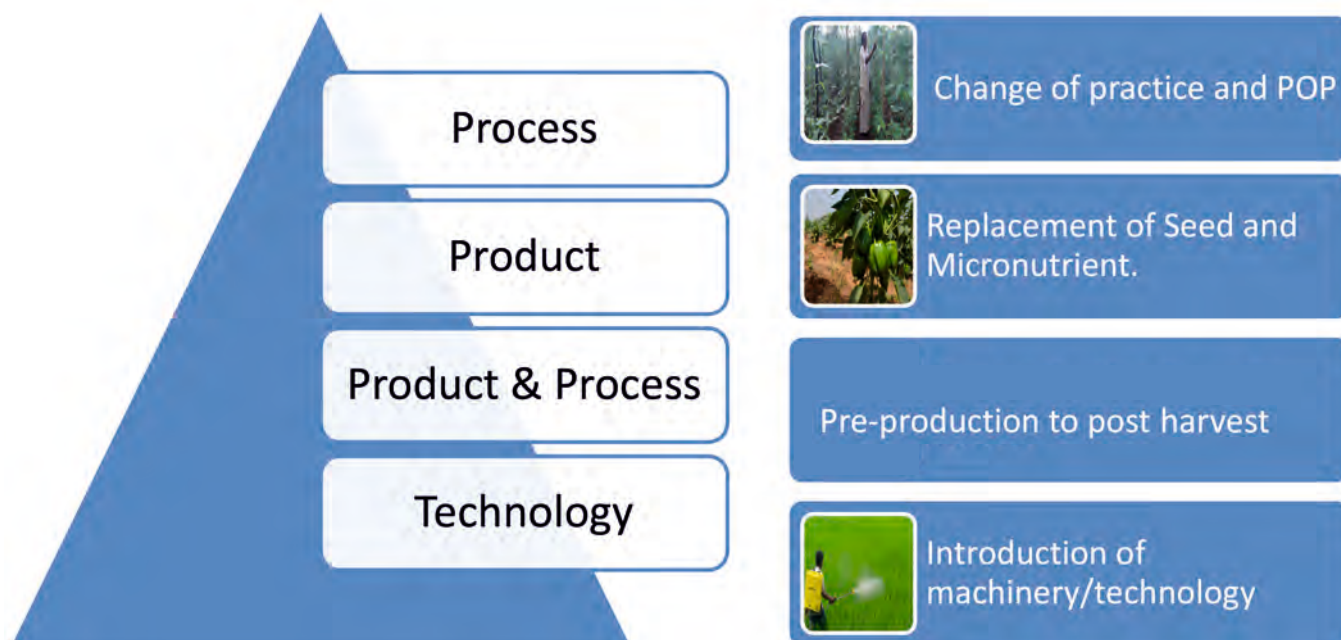 Process
Change of practice and POP
Product
Replacement of Seed and
Micronutrient.
Product & Process
Pre-production to post harvest
Technology
Introduction of
machinery/technology